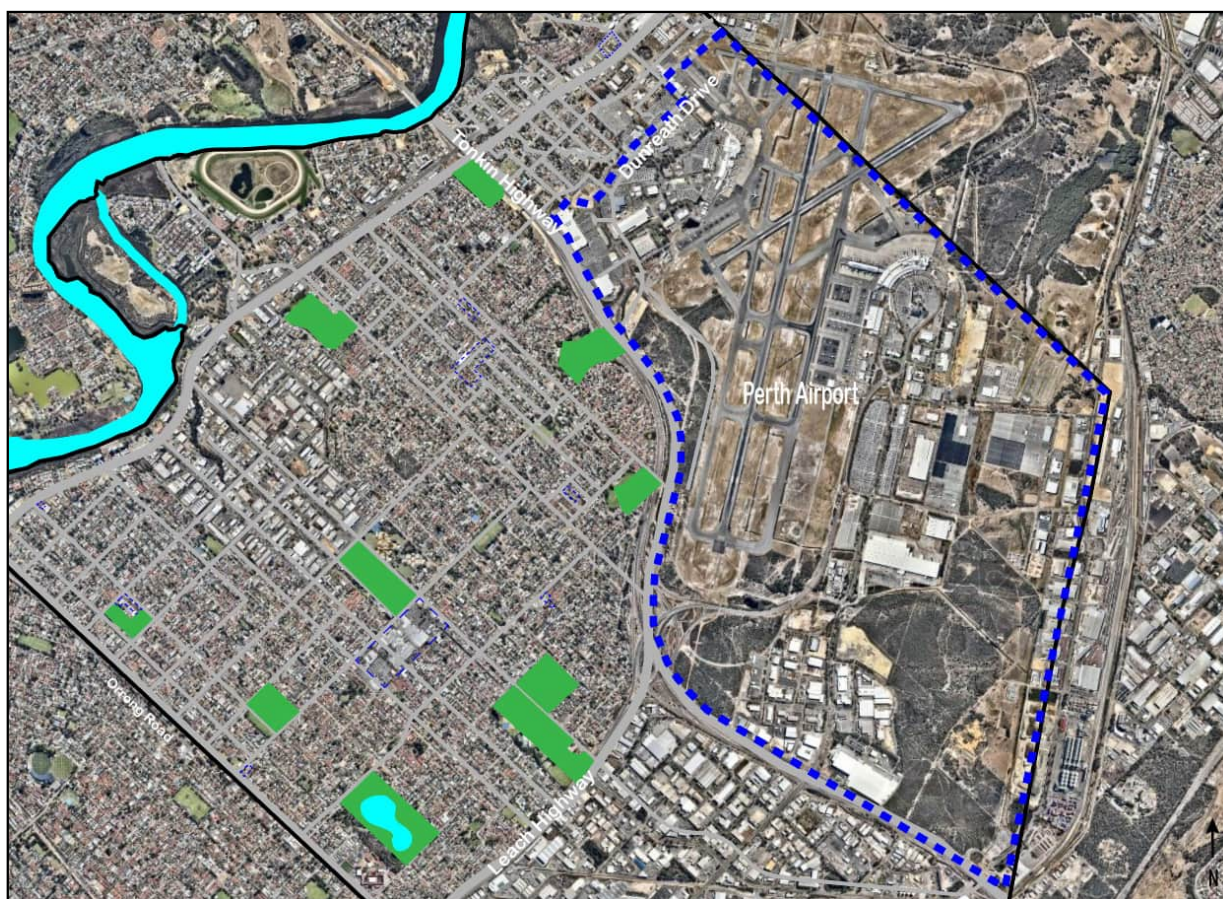 Tonkin Highway
Dunreath Drive
Perth Airport
Orrong Road
Leach Highway
N